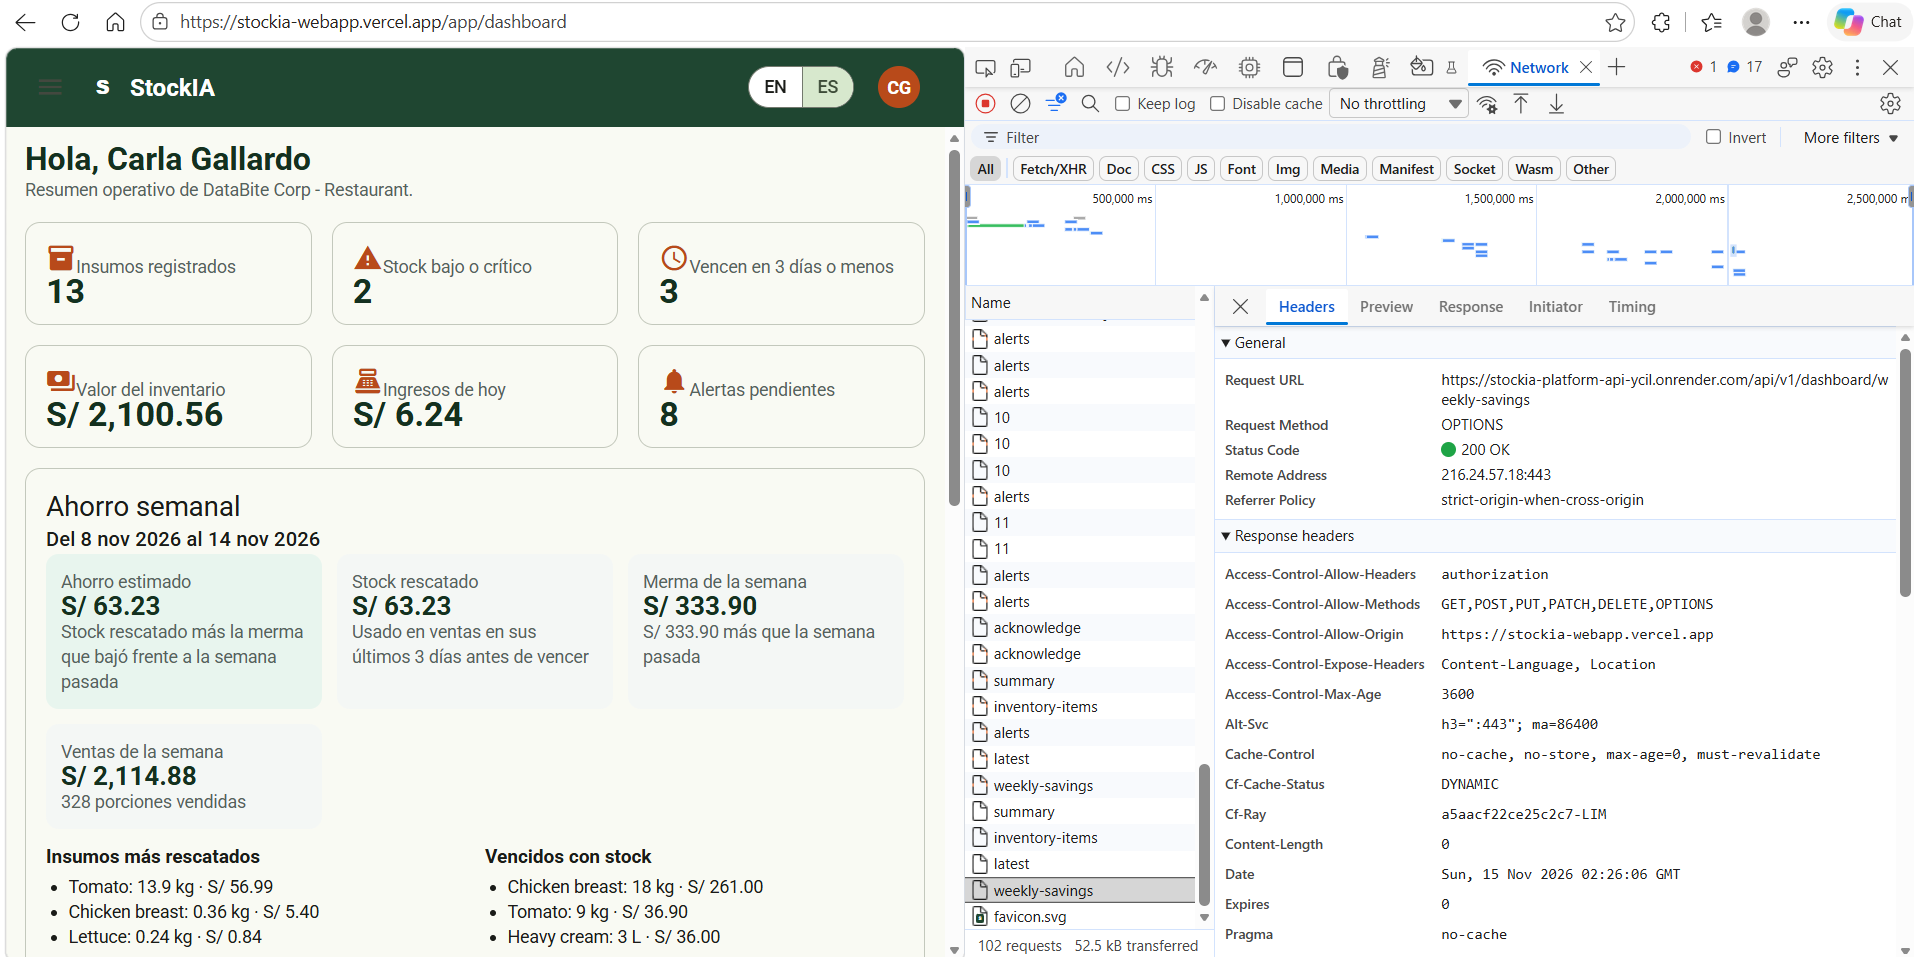 https://stockia-webapp.vercel.app/app/dashboard
Chat
S StockIA
EN ES
CG
Hola, Carla Gallardo
Resumen operativo de DataBite Corp - Restaurant.
Insumos registrados
13
Stock bajo o crítico
2
Vencen en 3 días o menos
3
Valor del inventario
S/ 2,100.56
Ingresos de hoy
S/ 6.24
Alertas pendientes
8
Ahorro semanal
Del 8 nov 2026 al 14 nov 2026
Ahorro estimado
S/ 63.23
Stock rescatado más la merma
que bajó frente a la semana
pasada
Stock rescatado
S/ 63.23
Usado en ventas en sus
últimos 3 días antes de vencer
Merma de la semana
S/ 333.90
S/ 333.90 más que la semana
pasada
Ventas de la semana
S/ 2,114.88
328 porciones vendidas
Insumos más rescatados
• Tomato: 13.9 kg · S/ 56.99
• Chicken breast: 0.36 kg · S/ 5.40
• Lettuce: 0.24 kg · S/ 0.84
Vencidos con stock
• Chicken breast: 18 kg · S/ 261.00
• Tomato: 9 kg · S/ 36.90
• Heavy cream: 3 L · S/ 36.00
Network
1 17
Keep log Disable cache No throttling
Filter
Invert More filters
All Fetch/XHR Doc CSS JS Font Img Media Manifest Socket Wasm Other
500,000 ms 1,000,000 ms 1,500,000 ms 2,000,000 ms 2,500,000 m
Name
alerts
alerts
alerts
10
10
10
alerts
11
11
alerts
alerts
acknowledge
acknowledge
summary
inventory-items
alerts
latest
weekly-savings
summary
inventory-items
latest
weekly-savings
favicon.svg
102 requests 52.5 kB transferred
Headers Preview Response Initiator Timing
General
Request URL https://stockia-platform-api-ycil.onrender.com/api/v1/dashboard/w
eekly-savings
Request Method OPTIONS
Status Code 200 OK
Remote Address 216.24.57.18:443
Referrer Policy strict-origin-when-cross-origin
Response headers
Access-Control-Allow-Headers authorization
Access-Control-Allow-Methods GET,POST,PUT,PATCH,DELETE,OPTIONS
Access-Control-Allow-Origin https://stockia-webapp.vercel.app
Access-Control-Expose-Headers Content-Language, Location
Access-Control-Max-Age 3600
Alt-Svc h3=":443"; ma=86400
Cache-Control no-cache, no-store, max-age=0, must-revalidate
Cf-Cache-Status DYNAMIC
Cf-Ray a5aacf22ce25c2c7-LIM
Content-Length 0
Date Sun, 15 Nov 2026 02:26:06 GMT
Expires 0
Pragma no-cache